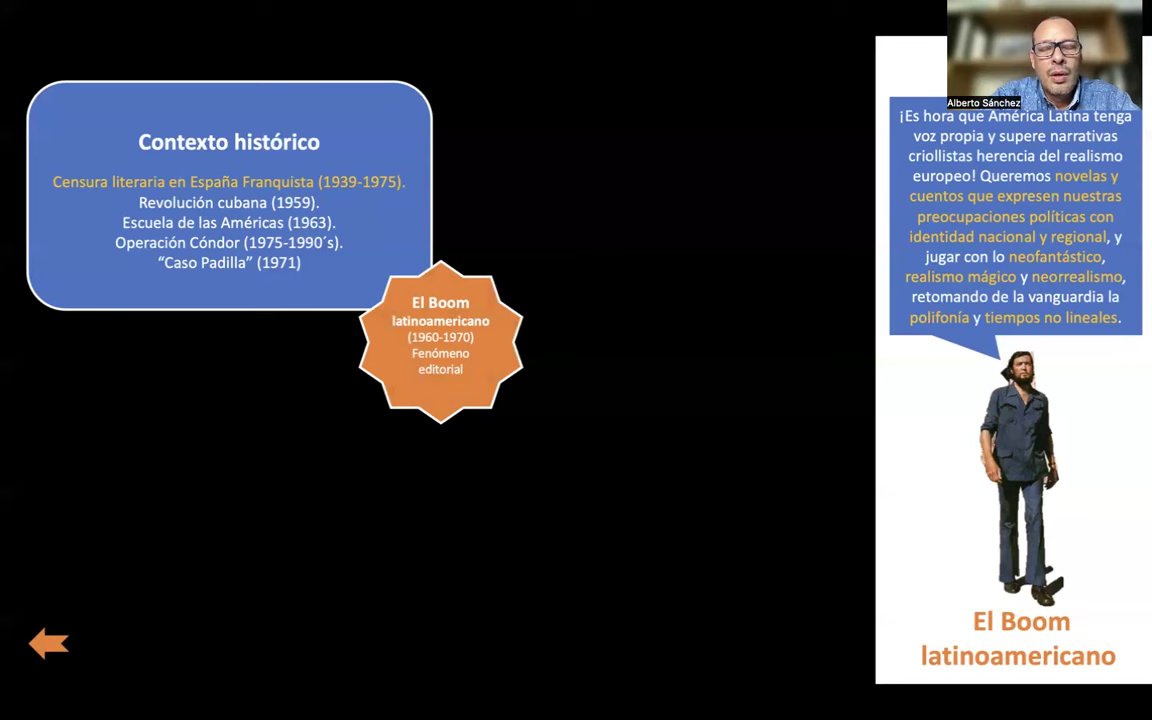 Contexto histórico
Censura literaria en España Franquista (1939-1975).
Revolución cubana (1959).
Escuela de las Américas (1963).
Operación Cóndor (1975-1990´s).
“Caso Padilla” (1971)
El Boom
latinoamericano
(1960-1970)
Fenómeno
editorial
Alberto Sánchez
¡Es hora que América Latina tenga
voz propia y supere narrativas
criollistas herencia del realismo
europeo! Queremos novelas y
cuentos que expresen nuestras
preocupaciones políticas con
identidad nacional y regional, y
jugar con lo neofantástico,
realismo mágico y neorrealismo,
retomando de la vanguardia la
polifonía y tiempos no lineales.
El Boom
latinoamericano